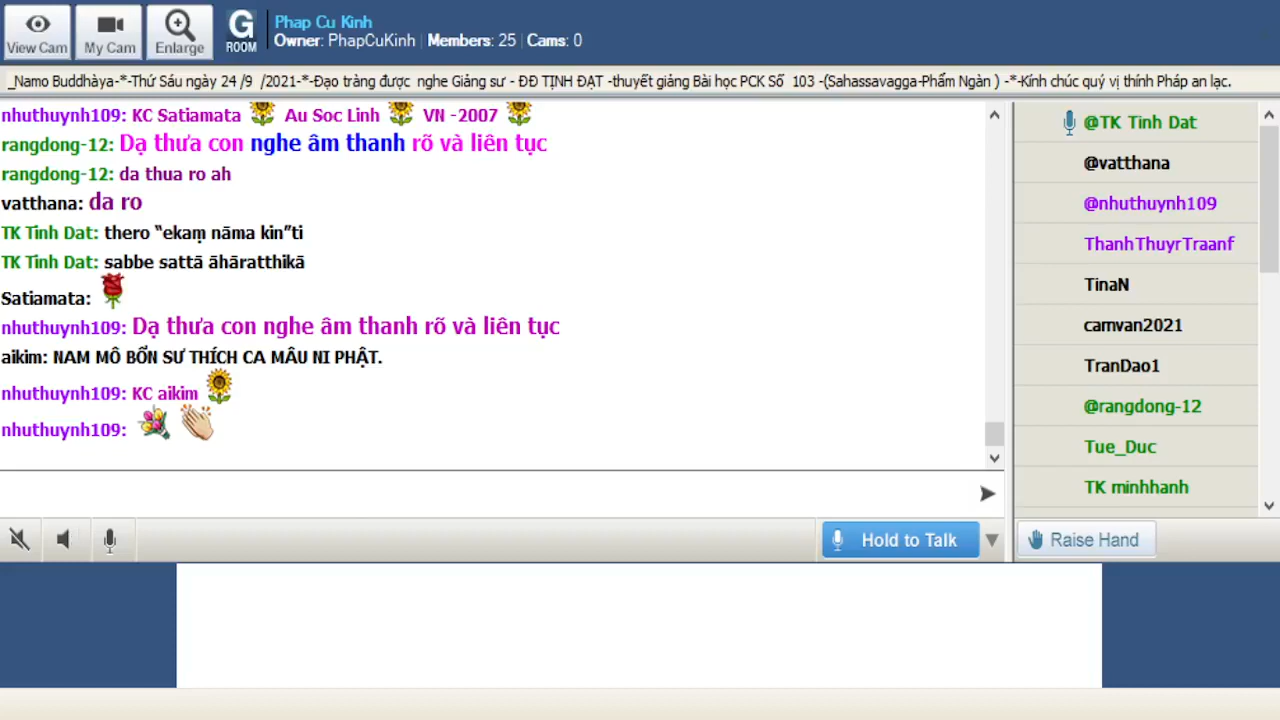 View Cam
My Cam
Enlarge
G
ROOM
Phap Cu Kinh
Owner: PhapCuKinh | Members: 25 | Cams: 0
_Namo Buddhàya-*-Thứ Sáu ngày 24 /9 /2021-*-Đạo tràng được nghe Giảng sư - ĐĐ TỊNH ĐẠT -thuyết giảng Bài học PCK Số 103 -(Sahassavagga-Phẩm Ngàn ) -*-Kính chúc quý vị thính Pháp an lạc.
nhuthuynh109: KC Satiamata Au Soc Linh VN -2007
rangdong-12: Dạ thưa con nghe âm thanh rõ và liên tục
rangdong-12: da thua ro ah
vatthana: da ro
TK Tinh Dat: thero “ekaṃ nāma kin”ti
TK Tinh Dat: sabbe sattā āhāratthikā
Satiamata:
nhuthuynh109: Dạ thưa con nghe âm thanh rõ và liên tục
aikim: NAM MÔ BỔN SƯ THÍCH CA MÂU NI PHẬT.
nhuthuynh109: KC aikim
nhuthuynh109:
@TK Tinh Dat
@vatthana
@nhuthuynh109
ThanhThuyrTraanf
TinaN
camvan2021
TranDao1
@rangdong-12
Tue_Duc
TK minhhanh
Hold to Talk
Raise Hand